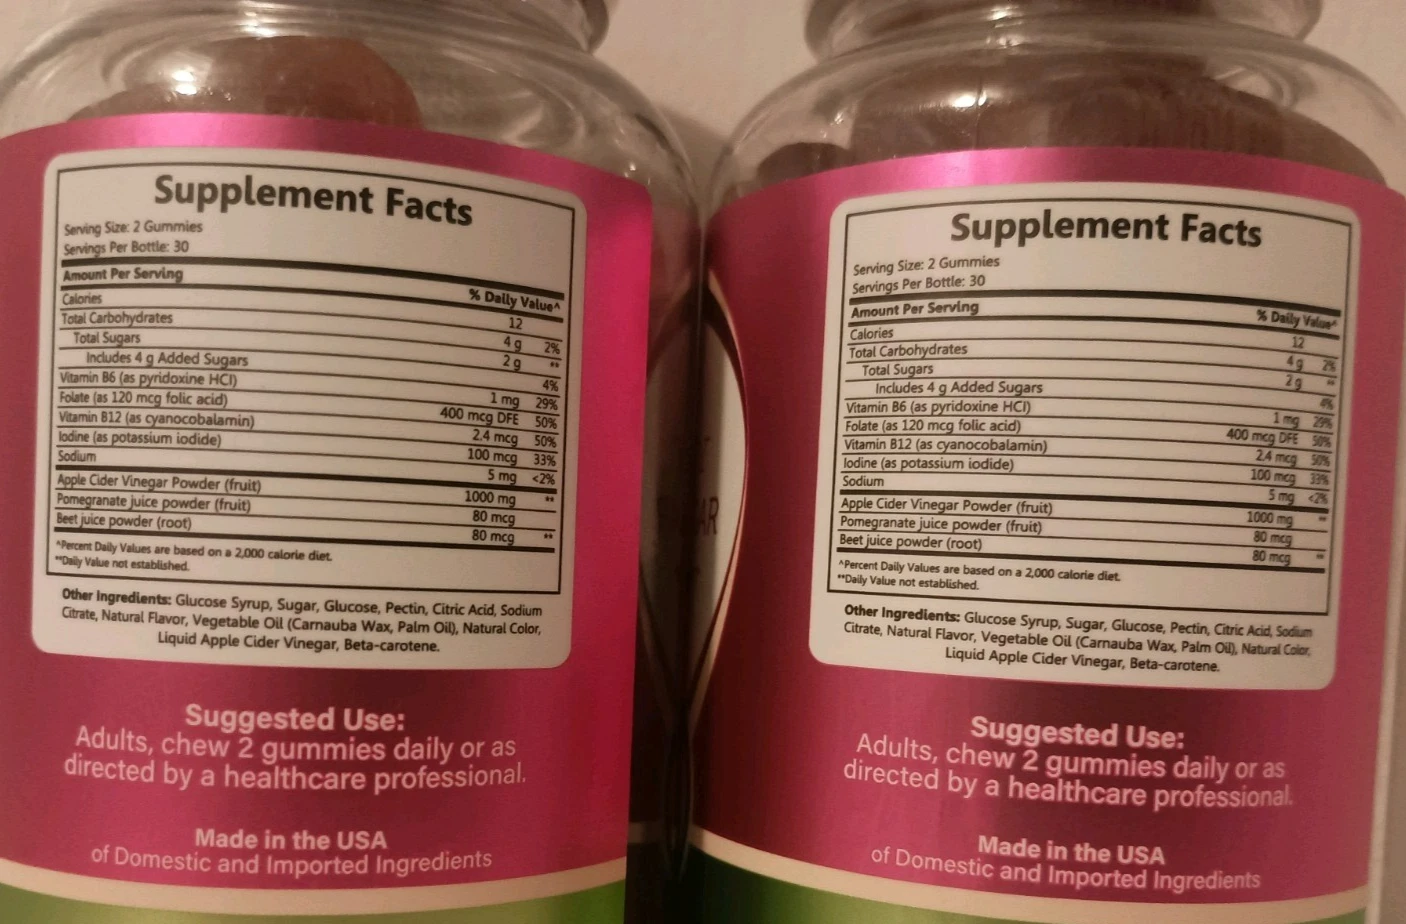 Supplement Facts
Serving Size: 2 Gummies
Servings Per Bottle: 30
Amount Per Serving
% Daily Value^
Calories 12
Total Carbohydrates 4 g 2%
Total Sugars 2 g **
Includes 4 g Added Sugars 4%
Vitamin B6 (as pyridoxine HCl) 1 mg 29%
Folate (as 120 mcg folic acid) 400 mcg DFE 50%
Vitamin B12 (as cyanocobalamin) 2.4 mcg 50%
Iodine (as potassium iodide) 100 mcg 33%
Sodium 5 mg <2%
Apple Cider Vinegar Powder (fruit) 1000 mg **
Pomegranate juice powder (fruit) 80 mcg
Beet juice powder (root) 80 mcg **
^Percent Daily Values are based on a 2,000 calorie diet.
**Daily Value not established.
Other Ingredients: Glucose Syrup, Sugar, Glucose, Pectin, Citric Acid, Sodium
Citrate, Natural Flavor, Vegetable Oil (Carnauba Wax, Palm Oil), Natural Color,
Liquid Apple Cider Vinegar, Beta-carotene.
Suggested Use:
Adults, chew 2 gummies daily or as
directed by a healthcare professional.
Made in the USA
of Domestic and Imported Ingredients
Supplement Facts
Serving Size: 2 Gummies
Servings Per Bottle: 30
Amount Per Serving
% Daily Value^
Calories 12
Total Carbohydrates 4 g 2%
Total Sugars 2 g **
Includes 4 g Added Sugars 4%
Vitamin B6 (as pyridoxine HCl) 1 mg 29%
Folate (as 120 mcg folic acid) 400 mcg DFE 50%
Vitamin B12 (as cyanocobalamin) 2.4 mcg 50%
Iodine (as potassium iodide) 100 mcg 33%
Sodium 5 mg <2%
Apple Cider Vinegar Powder (fruit) 1000 mg **
Pomegranate juice powder (fruit) 80 mcg
Beet juice powder (root) 80 mcg **
^Percent Daily Values are based on a 2,000 calorie diet.
**Daily Value not established.
Other Ingredients: Glucose Syrup, Sugar, Glucose, Pectin, Citric Acid, Sodium
Citrate, Natural Flavor, Vegetable Oil (Carnauba Wax, Palm Oil), Natural Color,
Liquid Apple Cider Vinegar, Beta-carotene.
Suggested Use:
Adults, chew 2 gummies daily or as
directed by a healthcare professional.
Made in the USA
of Domestic and Imported Ingredients